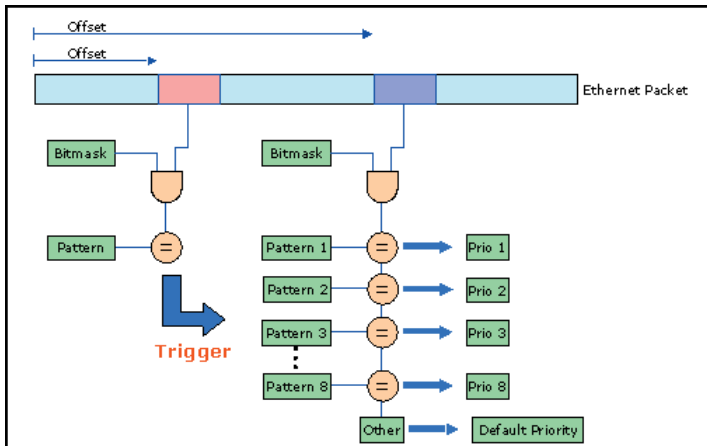 Offset
Offset
Ethernet Packet
Bitmask
Bitmask
Pattern
=
Pattern 1
=
Prio 1
Pattern 2
=
Prio 2
Trigger
Pattern 3
=
Prio 3
Pattern 8
=
Prio 8
Other
Default Priority